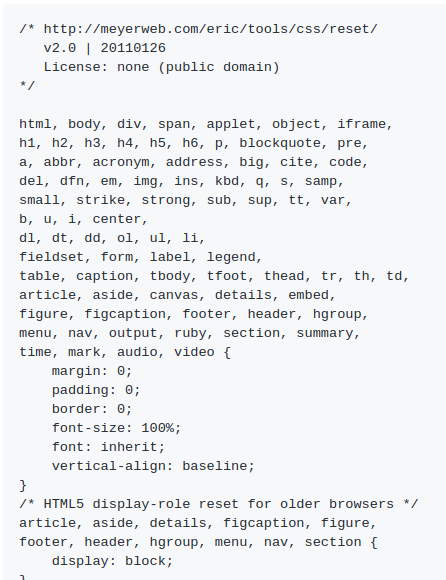 /* http://meyerweb.com/eric/tools/css/reset/
   v2.0 | 20110126
   License: none (public domain)
*/

html, body, div, span, applet, object, iframe,
h1, h2, h3, h4, h5, h6, p, blockquote, pre,
a, abbr, acronym, address, big, cite, code,
del, dfn, em, img, ins, kbd, q, s, samp,
small, strike, strong, sub, sup, tt, var,
b, u, i, center,
dl, dt, dd, ol, ul, li,
fieldset, form, label, legend,
table, caption, tbody, tfoot, thead, tr, th, td,
article, aside, canvas, details, embed,
figure, figcaption, footer, header, hgroup,
menu, nav, output, ruby, section, summary,
time, mark, audio, video {
    margin: 0;
    padding: 0;
    border: 0;
    font-size: 100%;
    font: inherit;
    vertical-align: baseline;
}
/* HTML5 display-role reset for older browsers */
article, aside, details, figcaption, figure,
footer, header, hgroup, menu, nav, section {
    display: block;
}